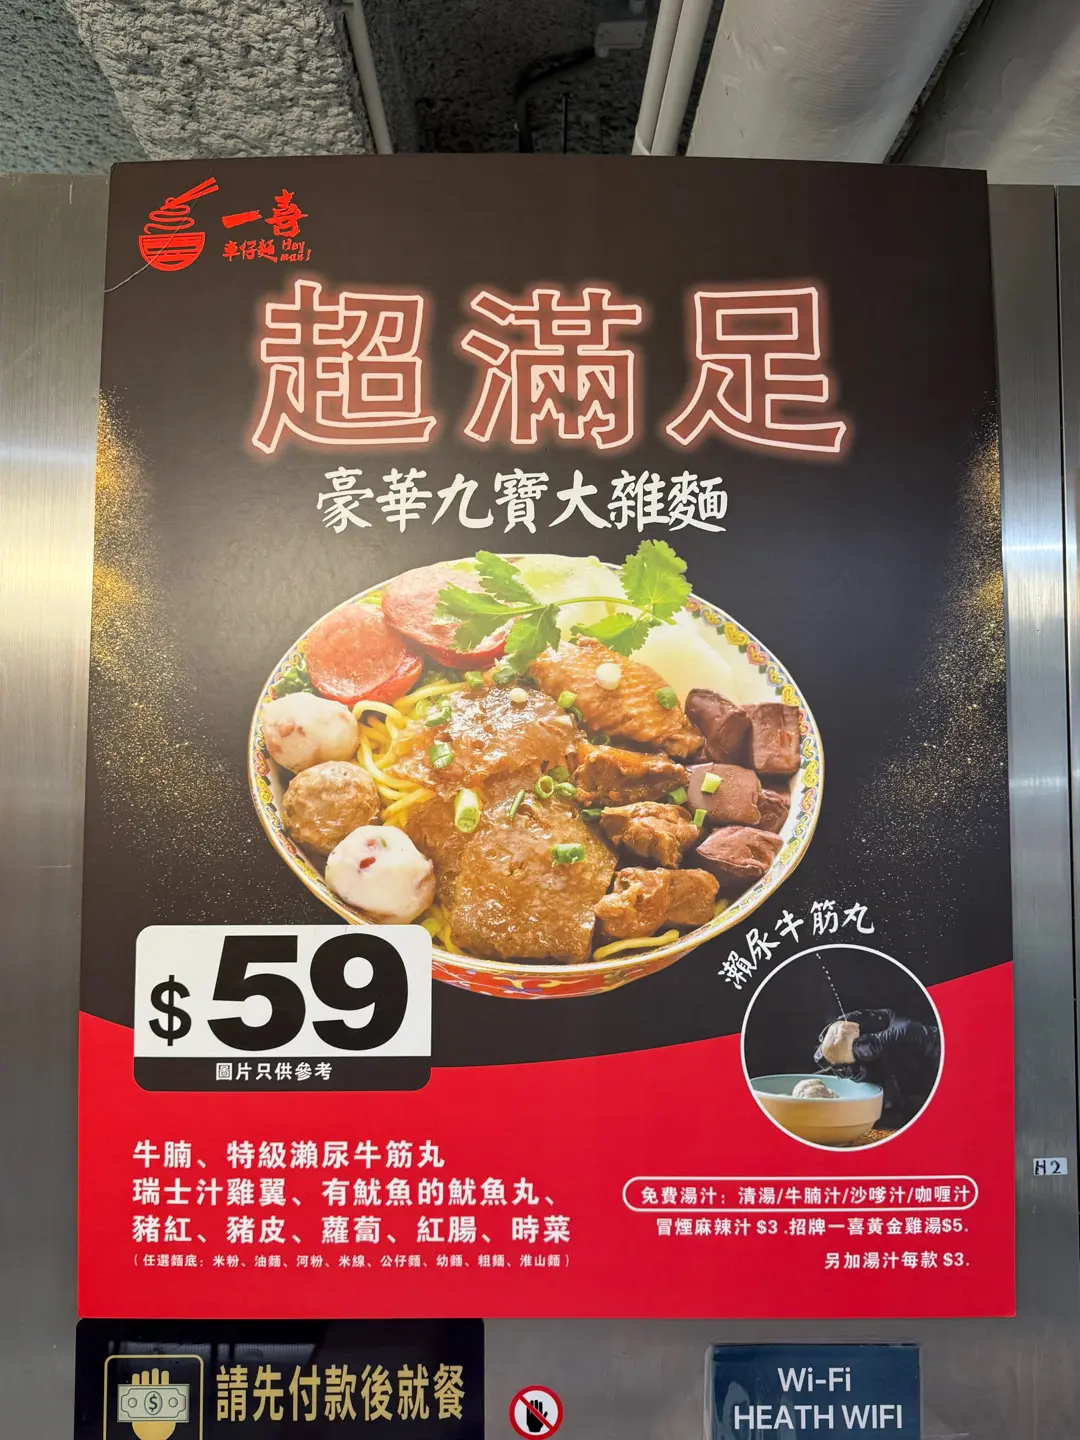 一喜
車仔麵 Hey
man!
超滿足
豪華九寶大雜麵
瀨尿牛筋丸
$59
圖片只供參考
牛腩、特級瀨尿牛筋丸
瑞士汁雞翼、有魷魚的魷魚丸、
豬紅、豬皮、蘿蔔、紅腸、時菜
（任選麵底：米粉、油麵、河粉、米線、公仔麵、幼麵、粗麵、淮山麵）
免費湯汁：清湯/牛腩汁/沙嗲汁/咖喱汁
冒煙麻辣汁 $3 .招牌一喜黃金雞湯$5.
另加湯汁每款 $3.
H2
請先付款後就餐
Wi-Fi
HEATH WIFI